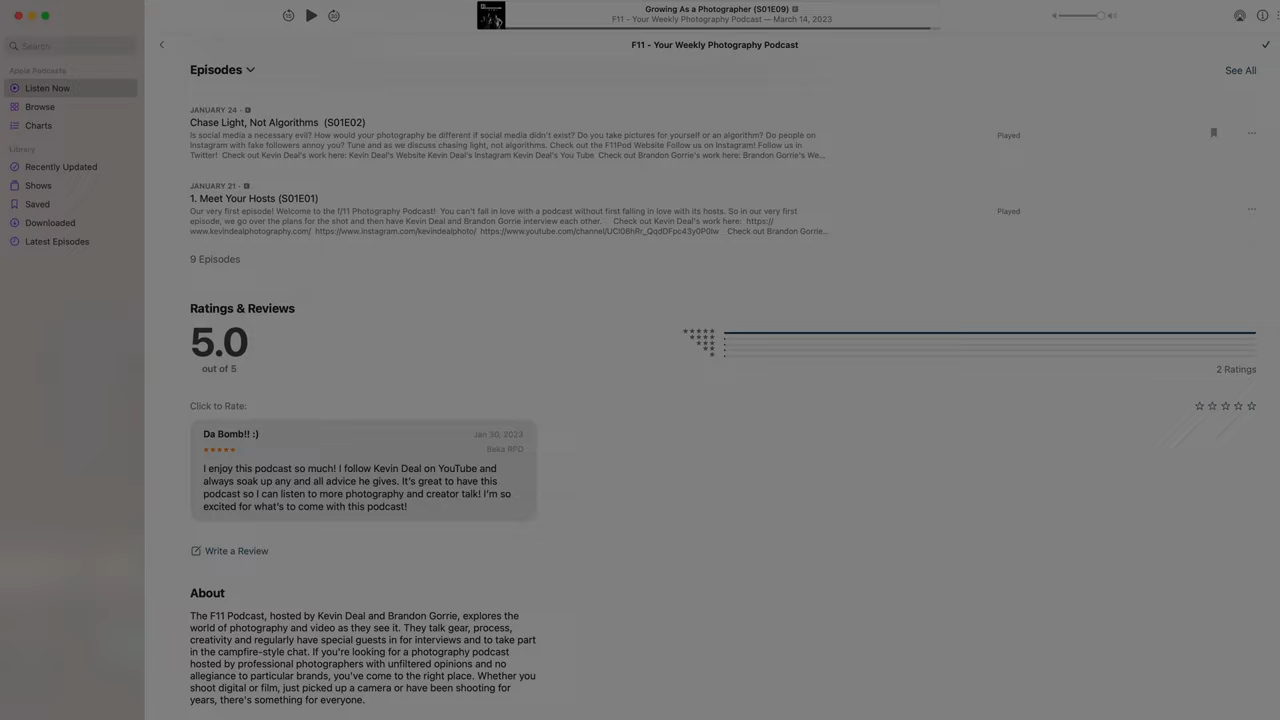 Growing As a Photographer (S01E09)
F11 - Your Weekly Photography Podcast — March 14, 2023
Search
F11 - Your Weekly Photography Podcast
Apple Podcasts
Listen Now
Browse
Charts
Library
Recently Updated
Shows
Saved
Downloaded
Latest Episodes
Episodes
See All
JANUARY 24 ·
Chase Light, Not Algorithms (S01E02)
Is social media a necessary evil? How would your photography be different if social media didn't exist? Do you take pictures for yourself or an algorithm? Do people on
Instagram with fake followers annoy you? Tune and as we discuss chasing light, not algorithms. Check out the F11Pod Website Follow us on Instagram! Follow us in
Twitter! Check out Kevin Deal's work here: Kevin Deal's Website Kevin Deal's Instagram Kevin Deal's You Tube Check out Brandon Gorrie's work here: Brandon Gorrie's We...
Played
JANUARY 21 ·
1. Meet Your Hosts (S01E01)
Our very first episode! Welcome to the f/11 Photography Podcast! You can't fall in love with a podcast without first falling in love with its hosts. So in our very first
episode, we go over the plans for the shot and then have Kevin Deal and Brandon Gorrie interview each other. Check out Kevin Deal's work here: https://
www.kevindealphotography.com/ https://www.instagram.com/kevindealphoto/ https://www.youtube.com/channel/UCl08hRr_QqdDFpc43y0P0Iw Check out Brandon Gorrie...
Played
9 Episodes
Ratings & Reviews
5.0
out of 5
2 Ratings
Click to Rate:
Da Bomb!! :)
Jan 30, 2023
Beka RFO
I enjoy this podcast so much! I follow Kevin Deal on YouTube and
always soak up any and all advice he gives. It's great to have this
podcast so I can listen to more photography and creator talk! I'm so
excited for what's to come with this podcast!
Write a Review
About
The F11 Podcast, hosted by Kevin Deal and Brandon Gorrie, explores the
world of photography and video as they see it. They talk gear, process,
creativity and regularly have special guests in for interviews and to take part
in the campfire-style chat. If you're looking for a photography podcast
hosted by professional photographers with unfiltered opinions and no
allegiance to particular brands, you've come to the right place. Whether you
shoot digital or film, just picked up a camera or have been shooting for
years, there's something for everyone.